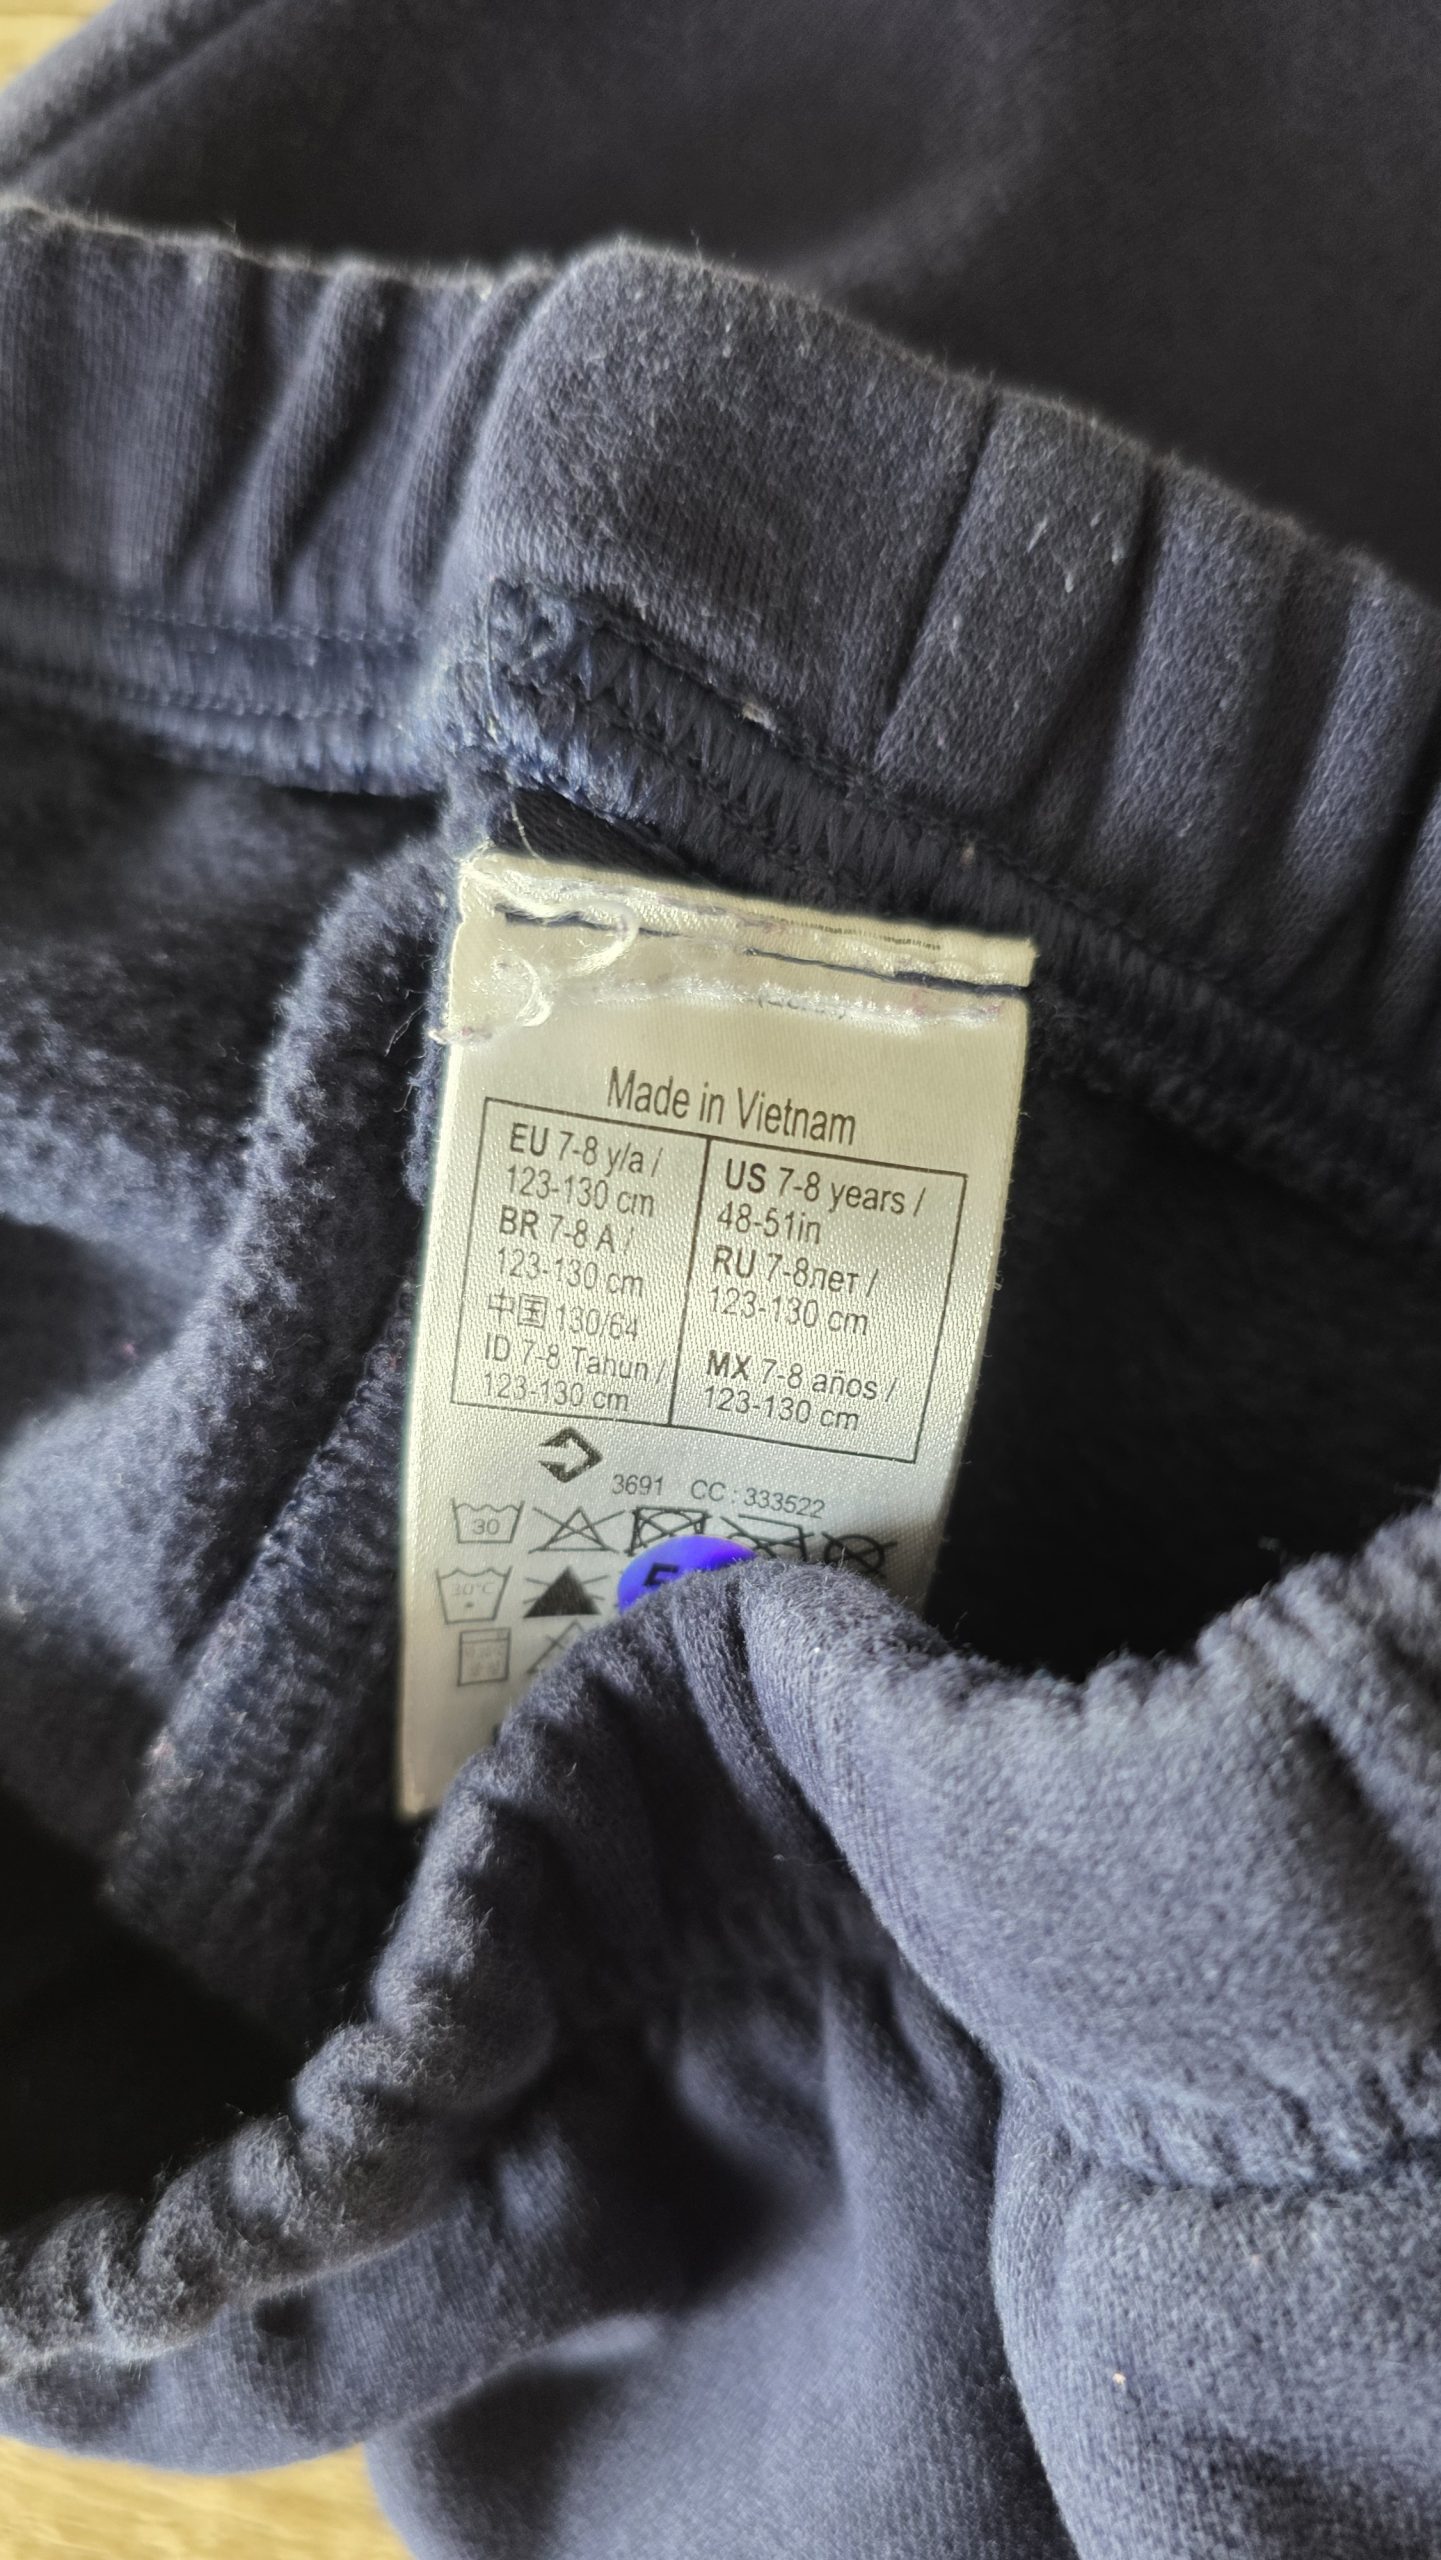 Made in Vietnam
EU 7-8 y/a /
123-130 cm
BR 7-8 A /
123-130 cm
中国 130/64
ID 7-8 Tahun /
123-130 cm
US 7-8 years /
48-51in
RU 7-8лет /
123-130 cm
MX 7-8 años /
123-130 cm
3691 CC : 333522
30
30°C